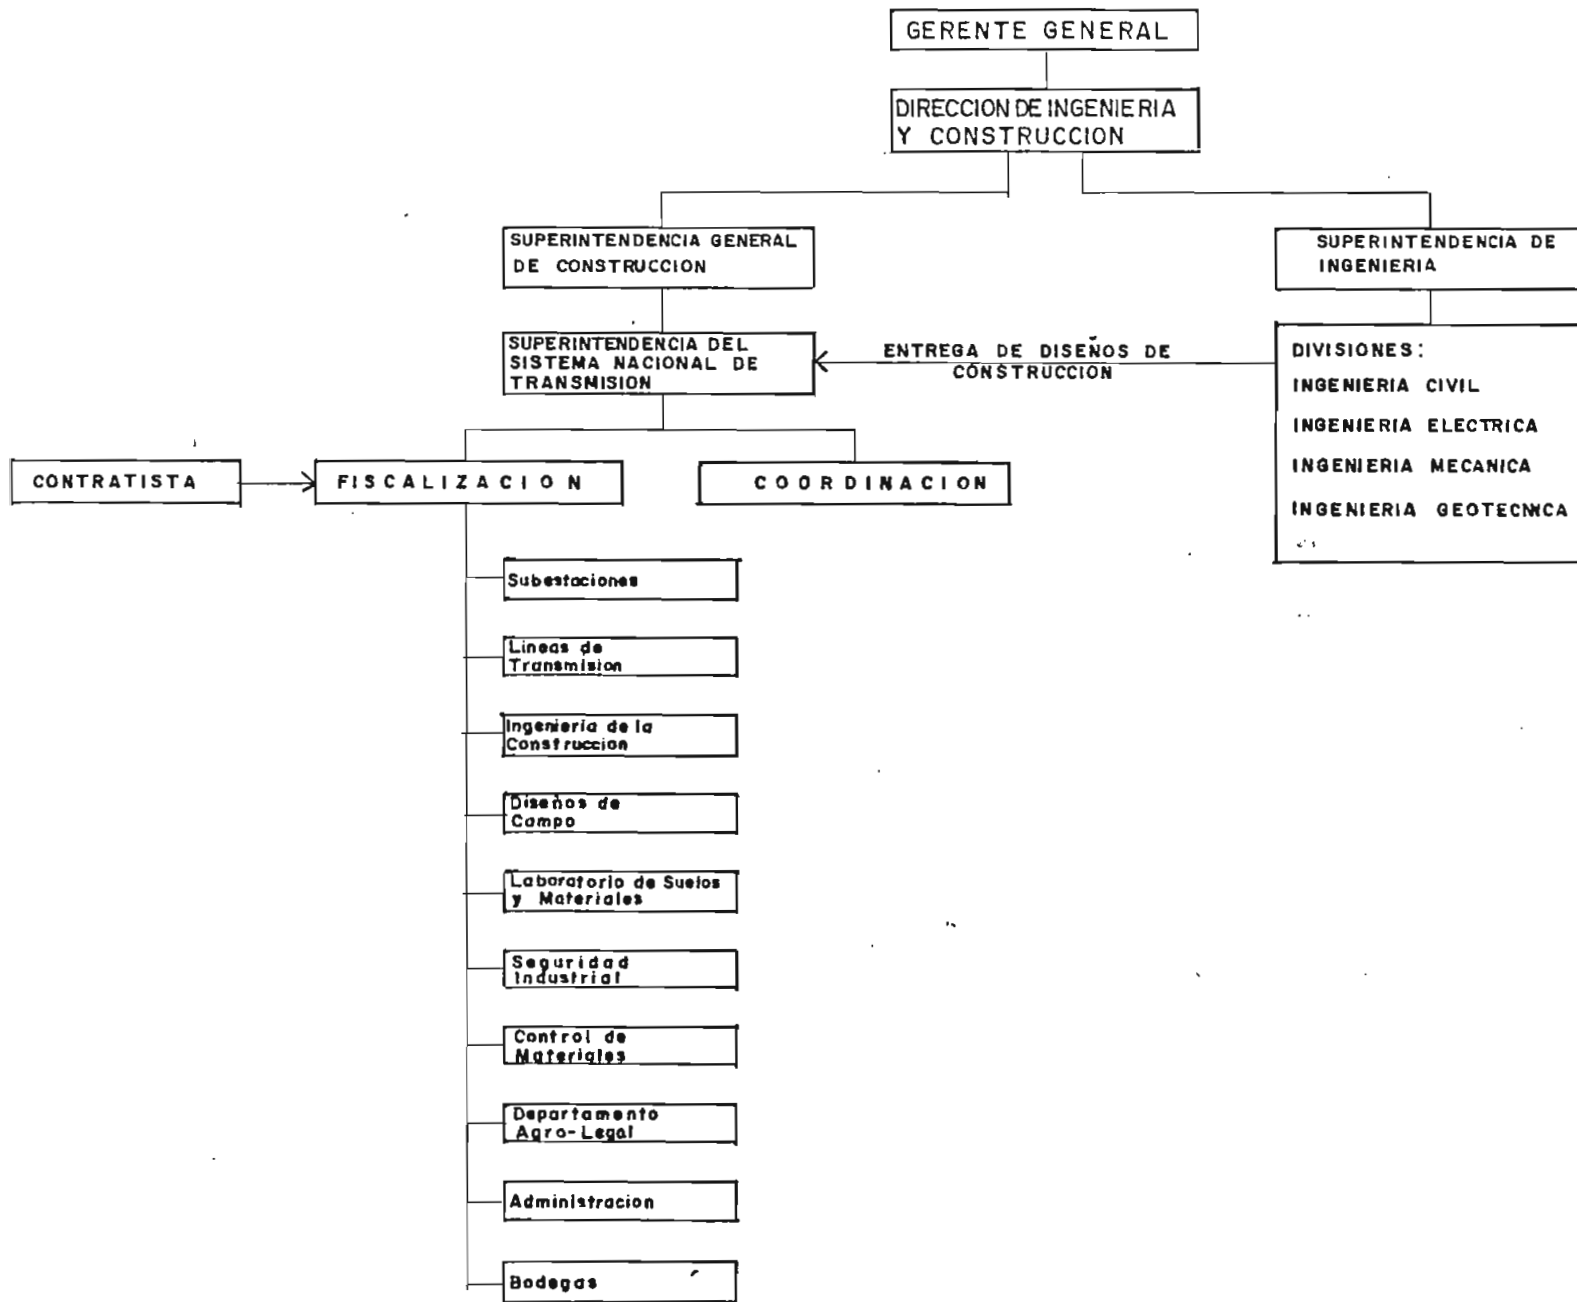 GERENTE GENERAL
DIRECCION DE INGENIERIA
Y CONSTRUCCION
SUPERINTENDENCIA GENERAL
DE CONSTRUCCION
SUPERINTENDENCIA DE
INGENIERIA
SUPERINTENDENCIA DEL
SISTEMA NACIONAL DE
TRANSMISION
ENTREGA DE DISEÑOS DE
CONSTRUCCION
DIVISIONES:
INGENIERIA CIVIL
INGENIERIA ELECTRICA
INGENIERIA MECANICA
INGENIERIA GEOTECNICA
CONTRATISTA
FISCALIZACION
COORDINACION
Subestaciones
Lineas de
Transmision
Ingeniería de la
Construccion
Diseños de
Campo
Laboratorio de Suelos
y Materiales
Seguridad
Industrial
Control de
Materiales
Departamento
Agro-Legal
Administracion
Bodegas